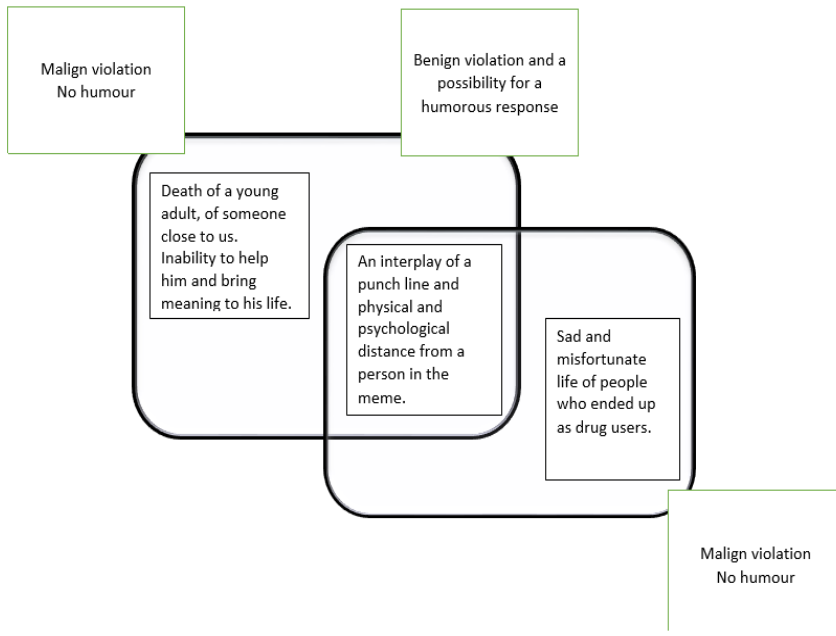 Malign violation
No humour
Benign violation and a
possibility for a
humorous response
Death of a young
adult, of someone
close to us.
Inability to help
him and bring
meaning to his life.
An interplay of a
punch line and
physical and
psychological
distance from a
person in the
meme.
Sad and
misfortunate
life of people
who ended up
as drug users.
Malign violation
No humour